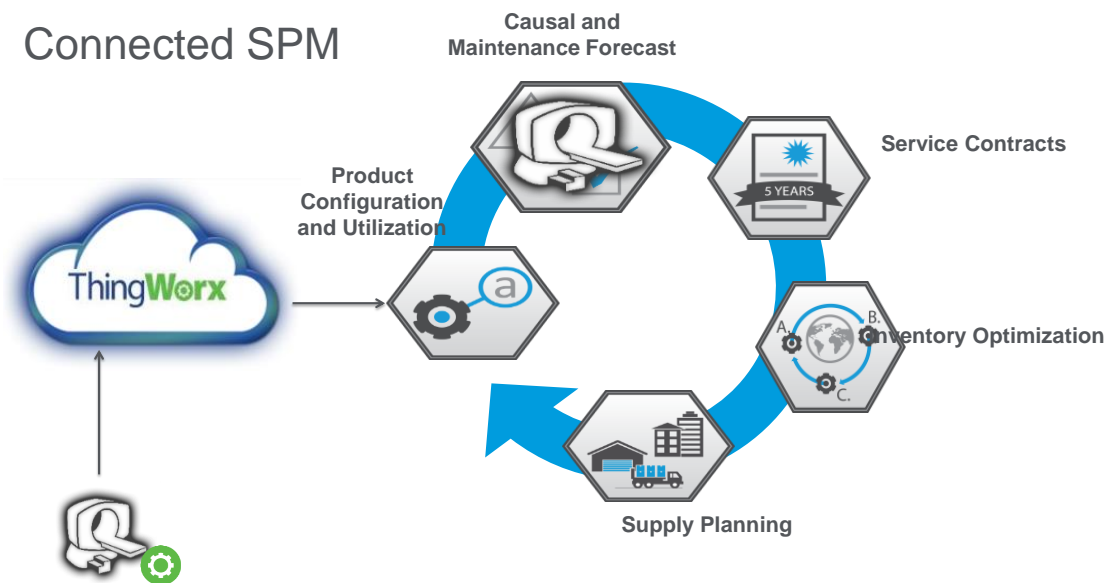 Connected SPM
Causal and
Maintenance Forecast
Service Contracts
5 YEARS
Product
Configuration
and Utilization
ThingWorx
a
A.
B.
C.
Inventory Optimization
Supply Planning